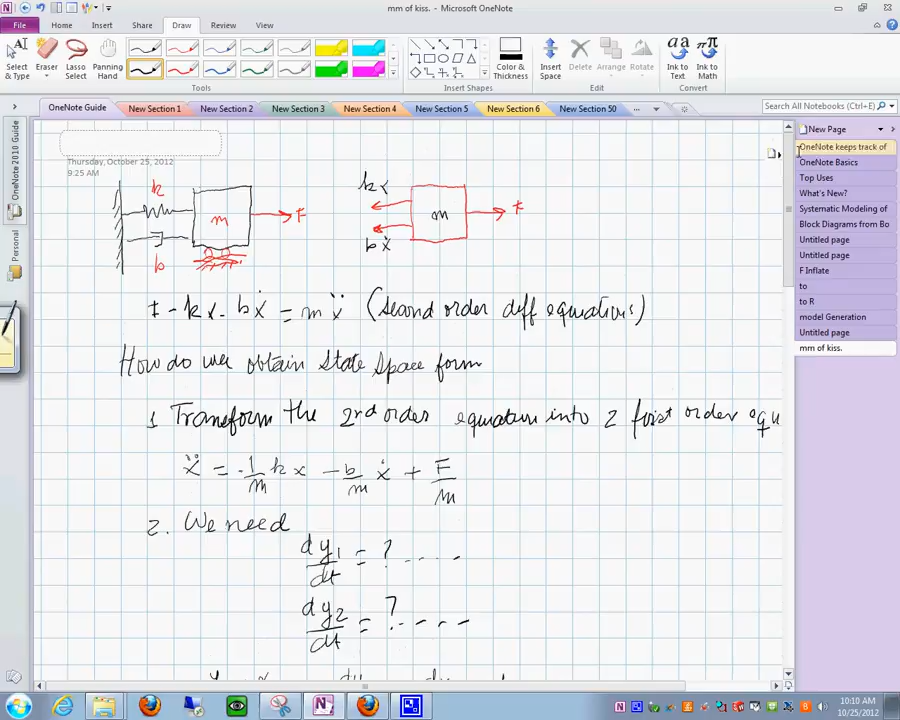 mm of kiss. - Microsoft OneNote
File Home Insert Share Draw Review View
Select & Type
Eraser
Lasso Select
Panning Hand
Color & Thickness
Insert Space
Delete
Arrange
Rotate
Ink to Text
Ink to Math
Tools
Insert Shapes
Edit
Convert
OneNote Guide New Section 1 New Section 2 New Section 3 New Section 4 New Section 5 New Section 6 New Section 50
Search All Notebooks (Ctrl+E)
OneNote 2010 Guide
Personal
New Page
OneNote keeps track of
OneNote Basics
Top Uses
What's New?
Systematic Modeling of
Block Diagrams from Bo
Untitled page
Untitled page
F Inflate
to
to R
model Generation
Untitled page
mm of kiss.
Thursday, October 25, 2012
9:25 AM
k
m
F
b
kx
m
F
bẋ
F - kx - bẋ = mẍ (Second order diff equations)
How do we obtain State Space form
1 Transform the 2nd order equation into 2 first order equ
ẍ = -1/m kx - b/m ẋ + F/m
2. We need
dy1/dt = ? ....
dy2/dt = ? ----
10:10 AM
10/25/2012